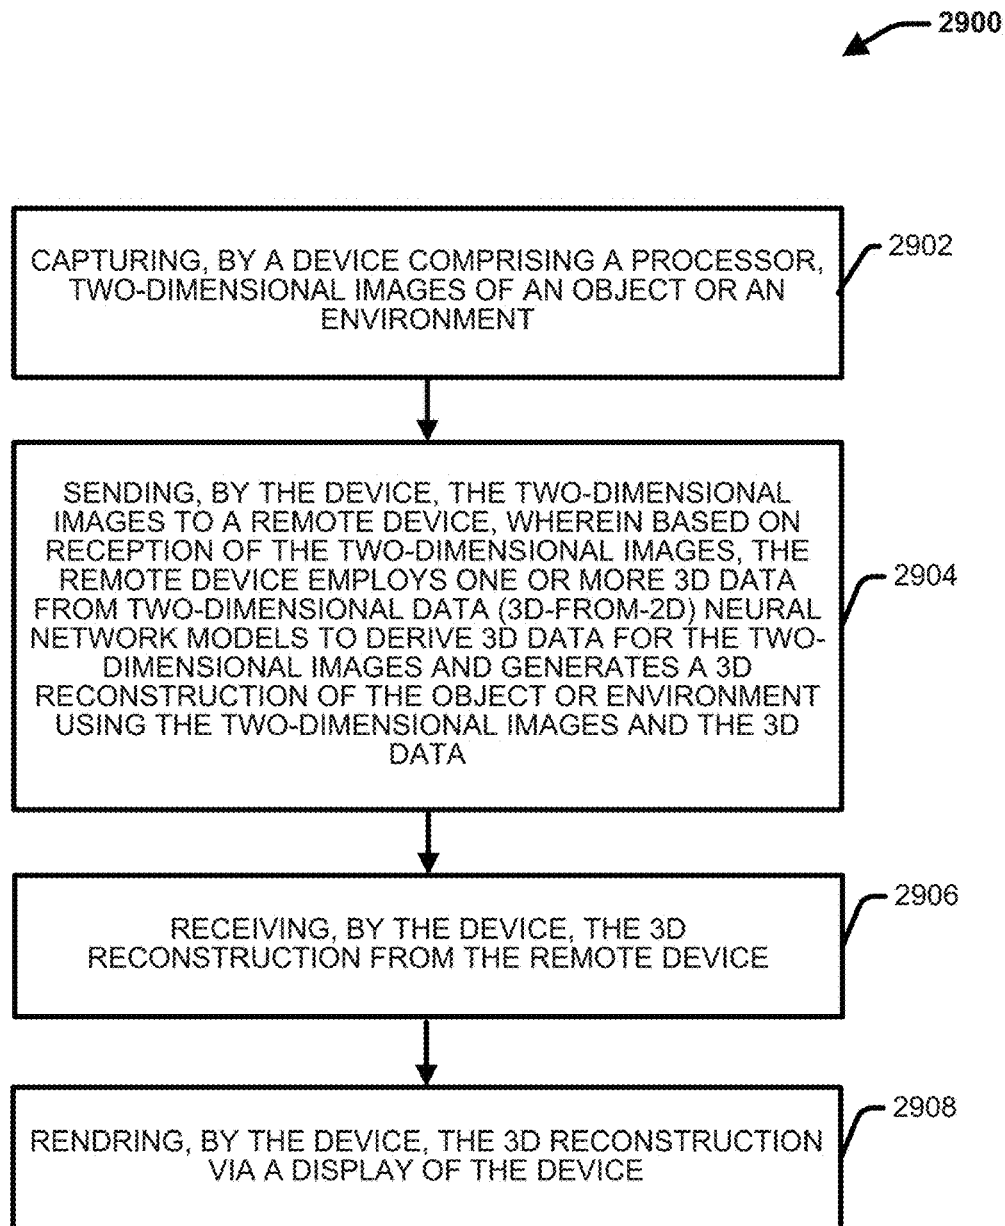 2900
CAPTURING, BY A DEVICE COMPRISING A PROCESSOR,
TWO-DIMENSIONAL IMAGES OF AN OBJECT OR AN
ENVIRONMENT
2902
SENDING, BY THE DEVICE, THE TWO-DIMENSIONAL
IMAGES TO A REMOTE DEVICE, WHEREIN BASED ON
RECEPTION OF THE TWO-DIMENSIONAL IMAGES, THE
REMOTE DEVICE EMPLOYS ONE OR MORE 3D DATA
FROM TWO-DIMENSIONAL DATA (3D-FROM-2D) NEURAL
NETWORK MODELS TO DERIVE 3D DATA FOR THE TWO-
DIMENSIONAL IMAGES AND GENERATES A 3D
RECONSTRUCTION OF THE OBJECT OR ENVIRONMENT
USING THE TWO-DIMENSIONAL IMAGES AND THE 3D
DATA
2904
RECEIVING, BY THE DEVICE, THE 3D
RECONSTRUCTION FROM THE REMOTE DEVICE
2906
RENDRING, BY THE DEVICE, THE 3D RECONSTRUCTION
VIA A DISPLAY OF THE DEVICE
2908